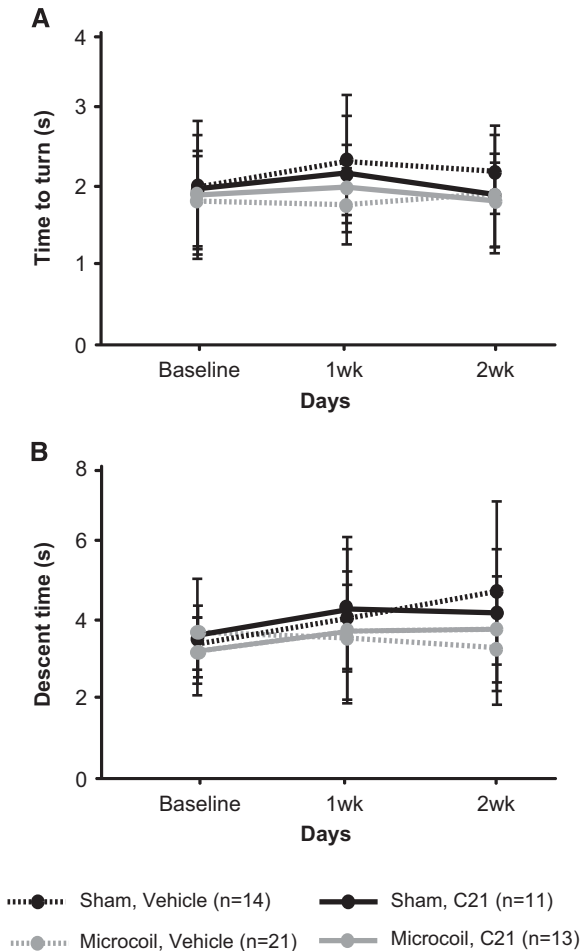 A
Time to turn (s)
4
3
2
1
0
Baseline 1wk 2wk
Days
B
Descent time (s)
8
6
4
2
0
Baseline 1wk 2wk
Days
Sham, Vehicle (n=14) Sham, C21 (n=11)
Microcoil, Vehicle (n=21) Microcoil, C21 (n=13)